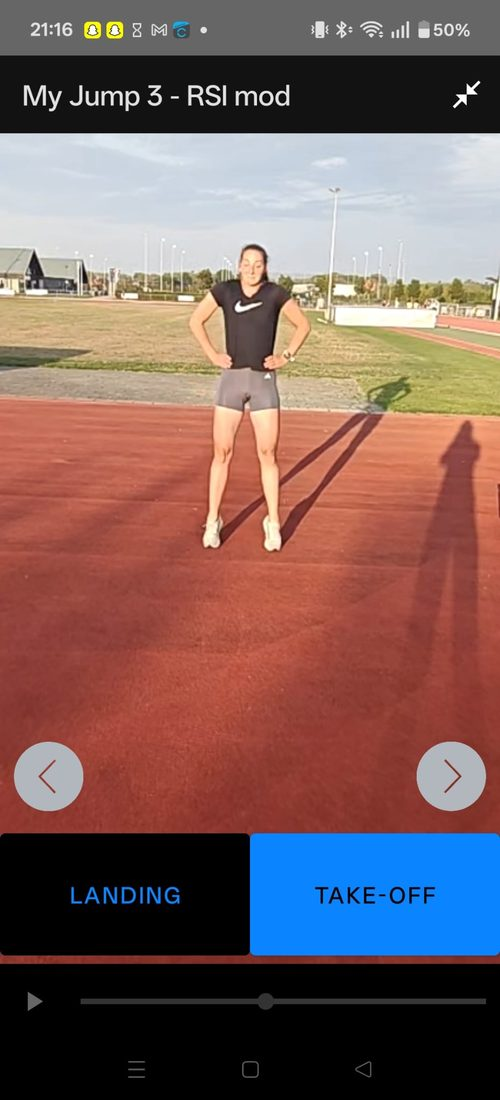 21:16
50%
My Jump 3 - RSI mod
LANDING
TAKE-OFF